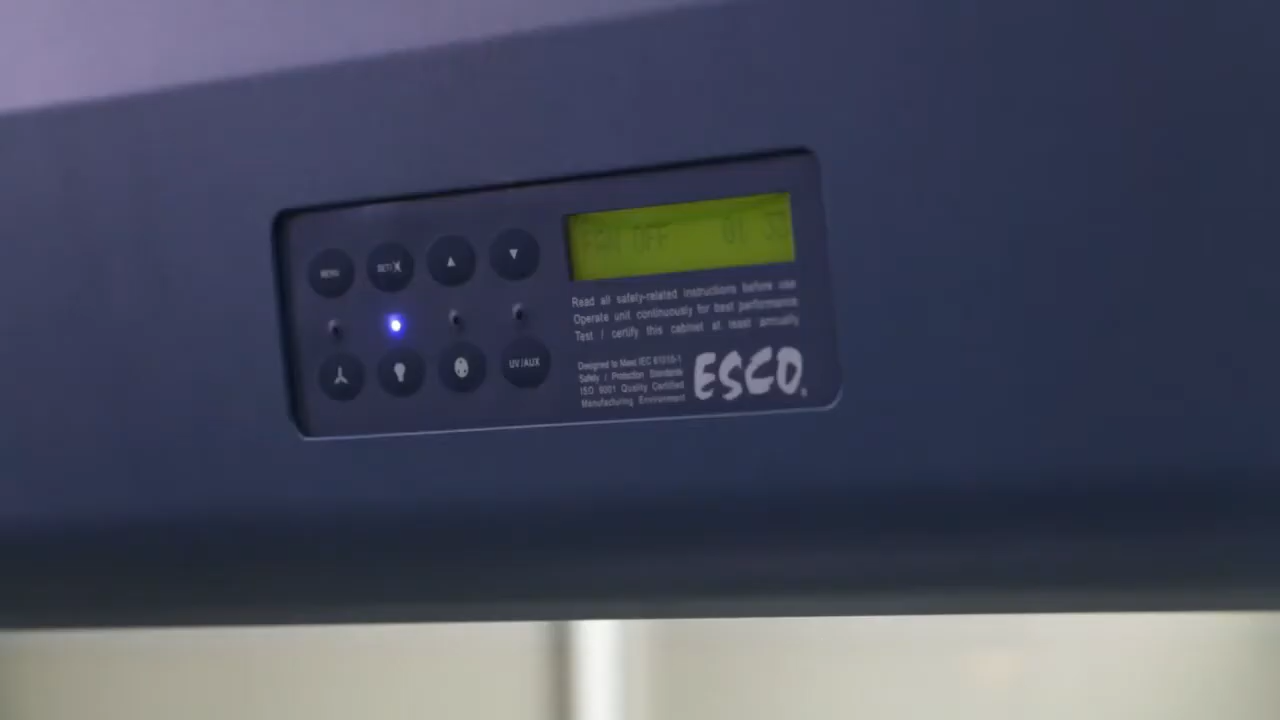 MENU SET/ ▲ ▼
FAN OFF
UV/AUX
Read all safety-related instructions before use
Operate unit continuously for best performance
Test / certify this cabinet at least annually
Designed to Meet IEC 61010-1
Safety / Protection Standards
ISO 9001 Quality Certified
Manufacturing Environment
ESCO